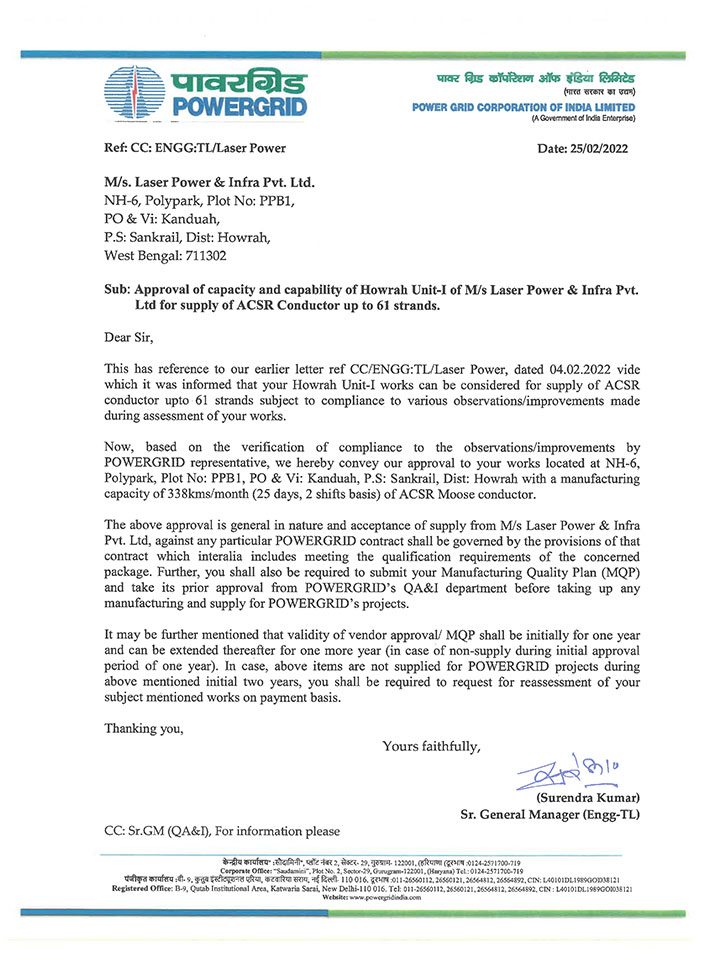 पावरग्रिड
POWERGRID
पावर ग्रिड कॉर्पोरेशन ऑफ इंडिया लिमिटेड
(भारत सरकार का उद्यम)
POWER GRID CORPORATION OF INDIA LIMITED
(A Government of India Enterprise)
Ref: CC: ENGG:TL/Laser Power
Date: 25/02/2022
M/s. Laser Power & Infra Pvt. Ltd.
NH-6, Polypark, Plot No: PPB1,
PO & Vi: Kanduah,
P.S: Sankrail, Dist: Howrah,
West Bengal: 711302
Sub: Approval of capacity and capability of Howrah Unit-I of M/s Laser Power & Infra Pvt.
Ltd for supply of ACSR Conductor up to 61 strands.
Dear Sir,
This has reference to our earlier letter ref CC/ENGG:TL/Laser Power, dated 04.02.2022 vide
which it was informed that your Howrah Unit-I works can be considered for supply of ACSR
conductor upto 61 strands subject to compliance to various observations/improvements made
during assessment of your works.
Now, based on the verification of compliance to the observations/improvements by
POWERGRID representative, we hereby convey our approval to your works located at NH-6,
Polypark, Plot No: PPB1, PO & Vi: Kanduah, P.S: Sankrail, Dist: Howrah with a manufacturing
capacity of 338kms/month (25 days, 2 shifts basis) of ACSR Moose conductor.
The above approval is general in nature and acceptance of supply from M/s Laser Power & Infra
Pvt. Ltd, against any particular POWERGRID contract shall be governed by the provisions of that
contract which interalia includes meeting the qualification requirements of the concerned
package. Further, you shall also be required to submit your Manufacturing Quality Plan (MQP)
and take its prior approval from POWERGRID's QA&I department before taking up any
manufacturing and supply for POWERGRID's projects.
It may be further mentioned that validity of vendor approval/ MQP shall be initially for one year
and can be extended thereafter for one more year (in case of non-supply during initial approval
period of one year). In case, above items are not supplied for POWERGRID projects during
above mentioned initial two years, you shall be required to request for reassessment of your
subject mentioned works on payment basis.
Thanking you,
Yours faithfully,
(Surendra Kumar)
Sr. General Manager (Engg-TL)
CC: Sr.GM (QA&I), For information please
केन्द्रीय कार्यालय" :सौदामिनी", प्लॉट नंबर 2, सेक्टर- 29, गुरुग्राम- 122001, (हरियाणा (दूरभाष :0124-2571700-719
Corporate Office: "Saudamini", Plot No. 2, Sector-29, Gurugram-122001, (Haryana) Tel.: 0124-2571700-719
पंजीकृत कार्यालय :बी- 9, कुतुब इंस्टीट्यूशनल एरिया, कटवारिया सराय, नई दिल्ली- 110 016. दूरभाष :011-26560112, 26560121, 26564812, 26564892, CIN: L40101DL1989GOI038121
Registered Office: B-9, Qutab Institutional Area, Katwaria Sarai, New Delhi-110 016. Tel: 011-26560112, 26560121, 26564812, 26564892, CIN : L40101DL1989GOI038121
Website: www.powergridindia.com